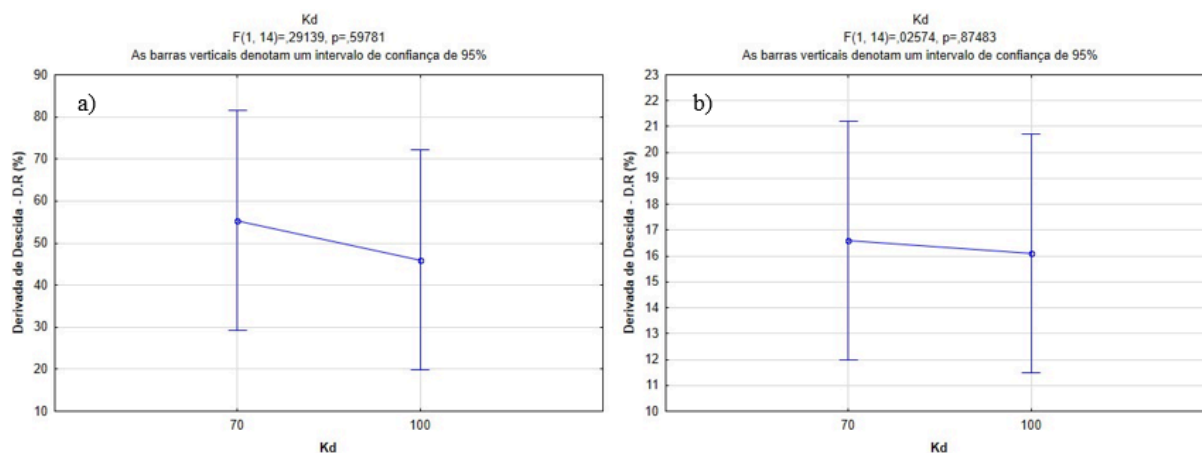 Kd
F(1, 14)=,29139, p=,59781
As barras verticais denotam um intervalo de confiança de 95%
a)
Derivada de Descida - D.R (%)
90
80
70
60
50
40
30
20
10
70
100
Kd
Kd
F(1, 14)=,02574, p=,87483
As barras verticais denotam um intervalo de confiança de 95%
b)
Derivada de Descida - D.R (%)
23
22
21
20
19
18
17
16
15
14
13
12
11
10
70
100
Kd